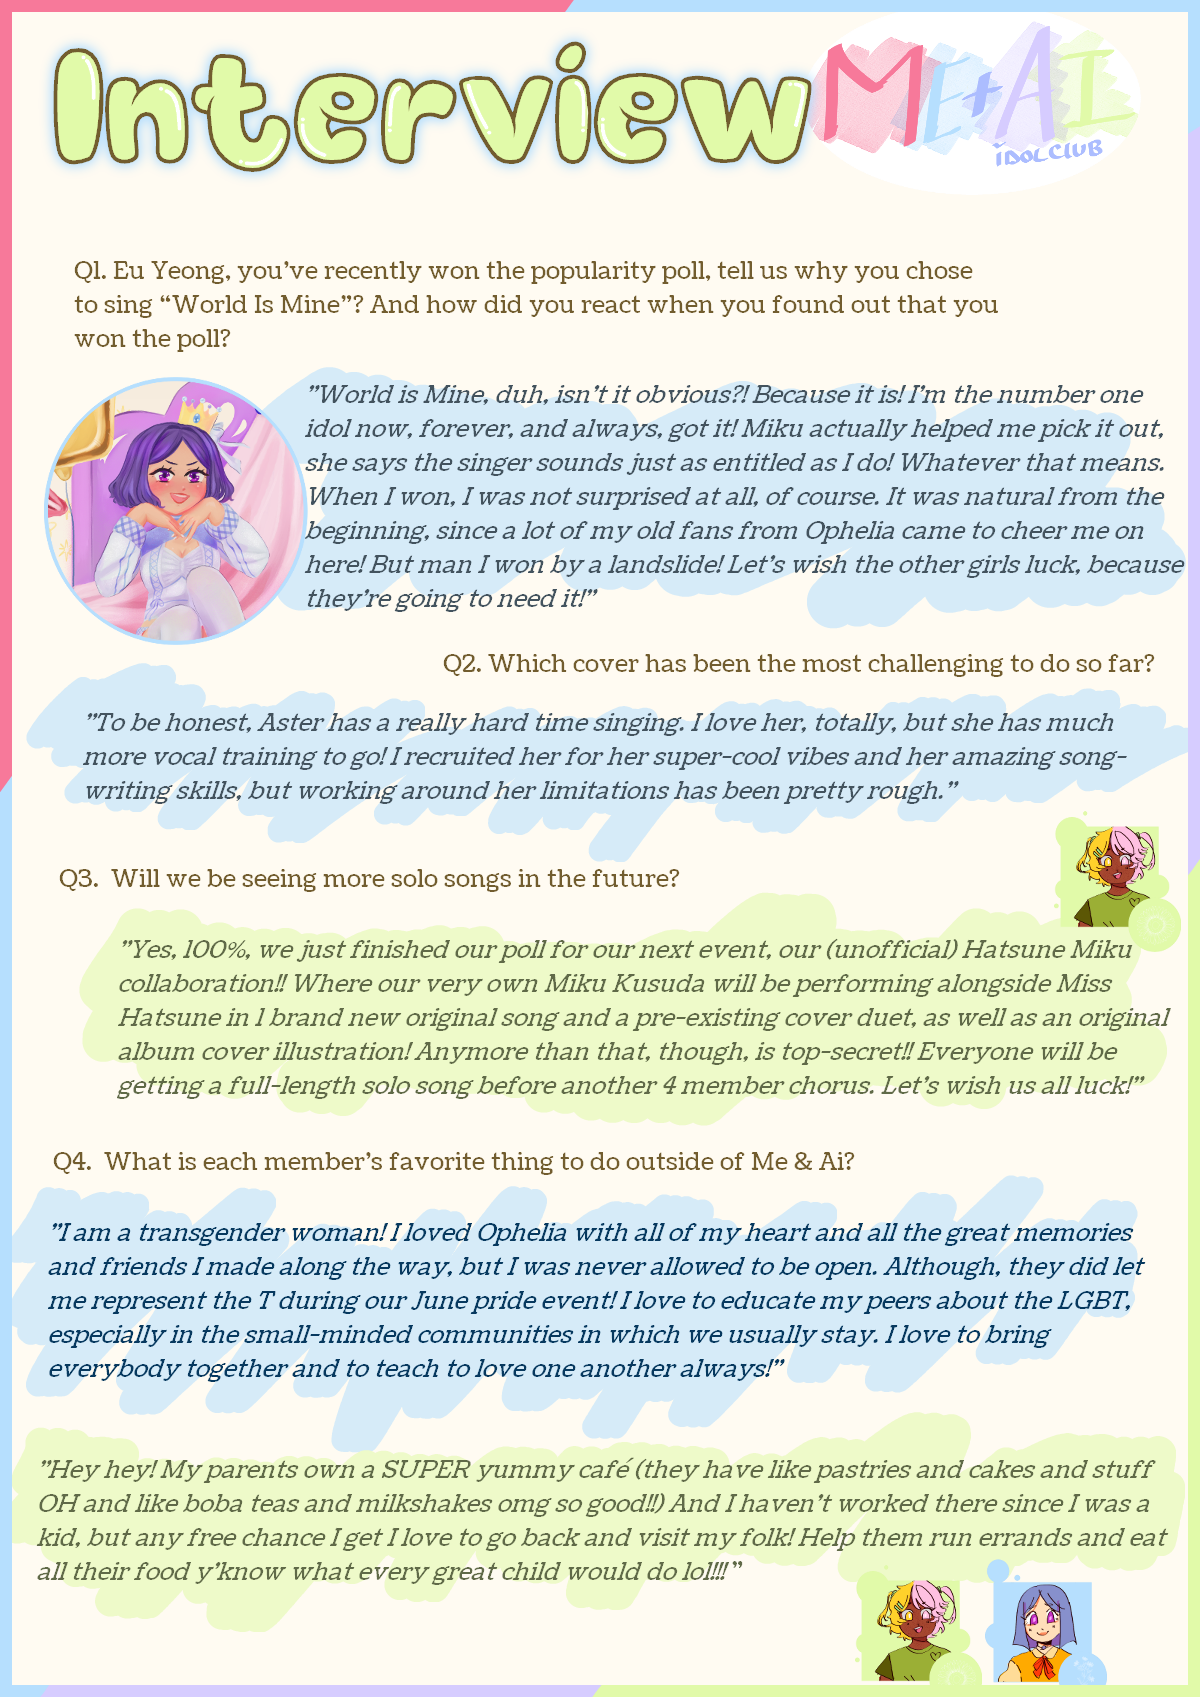 Interview
ME+AI
IDOL CLUB
Q1. Eu Yeong, you've recently won the popularity poll, tell us why you chose
to sing “World Is Mine”? And how did you react when you found out that you
won the poll?
”World is Mine, duh, isn't it obvious?! Because it is! I'm the number one
idol now, forever, and always, got it! Miku actually helped me pick it out,
she says the singer sounds just as entitled as I do! Whatever that means.
When I won, I was not surprised at all, of course. It was natural from the
beginning, since a lot of my old fans from Ophelia came to cheer me on
here! But man I won by a landslide! Let's wish the other girls luck, because
they're going to need it!”
Q2. Which cover has been the most challenging to do so far?
”To be honest, Aster has a really hard time singing. I love her, totally, but she has much
more vocal training to go! I recruited her for her super-cool vibes and her amazing song-
writing skills, but working around her limitations has been pretty rough.”
Q3. Will we be seeing more solo songs in the future?
”Yes, 100%, we just finished our poll for our next event, our (unofficial) Hatsune Miku
collaboration!! Where our very own Miku Kusuda will be performing alongside Miss
Hatsune in 1 brand new original song and a pre-existing cover duet, as well as an original
album cover illustration! Anymore than that, though, is top-secret!! Everyone will be
getting a full-length solo song before another 4 member chorus. Let's wish us all luck!”
Q4. What is each member's favorite thing to do outside of Me & Ai?
”I am a transgender woman! I loved Ophelia with all of my heart and all the great memories
and friends I made along the way, but I was never allowed to be open. Although, they did let
me represent the T during our June pride event! I love to educate my peers about the LGBT,
especially in the small-minded communities in which we usually stay. I love to bring
everybody together and to teach to love one another always!”
”Hey hey! My parents own a SUPER yummy café (they have like pastries and cakes and stuff
OH and like boba teas and milkshakes omg so good!!) And I haven't worked there since I was a
kid, but any free chance I get I love to go back and visit my folk! Help them run errands and eat
all their food y'know what every great child would do lol!!! ”